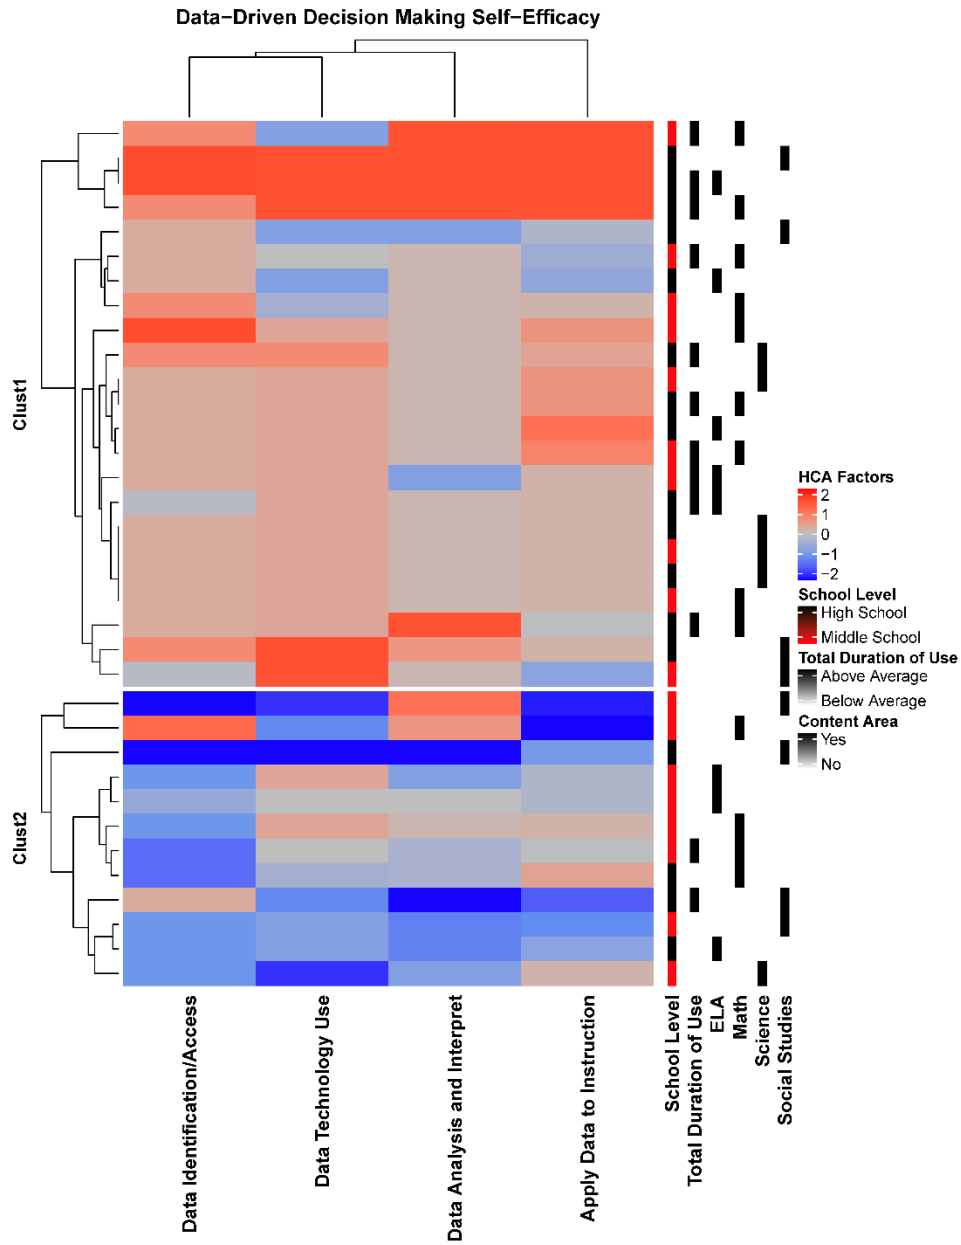 Data−Driven Decision Making Self−Efficacy
Clust1
Clust2
HCA Factors
2
1
0
−1
−2
School Level
High School
Middle School
Total Duration of Use
Above Average
Below Average
Content Area
Yes
No
Data Identification/Access
Data Technology Use
Data Analysis and Interpret
Apply Data to Instruction
School Level
Total Duration of Use
ELA
Math
Science
Social Studies